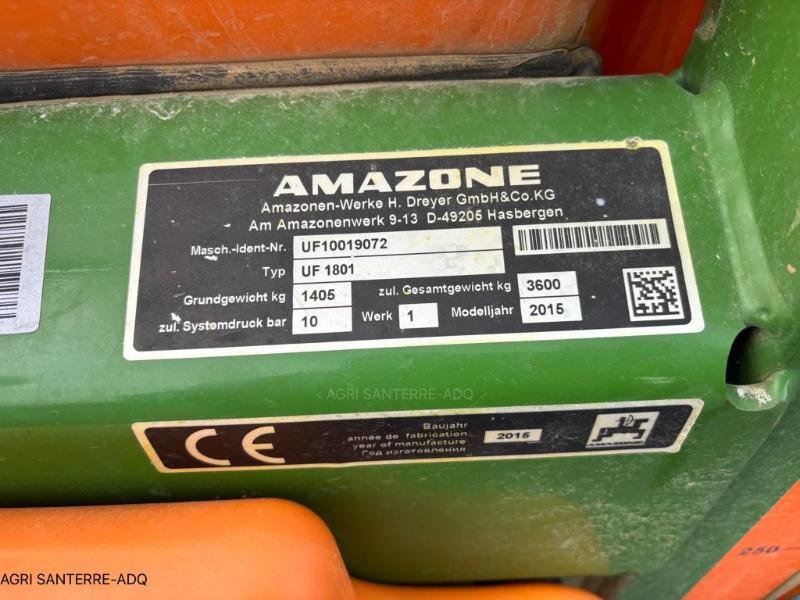 AMAZONE
Amazonen-Werke H. Dreyer GmbH&Co.KG
Am Amazonenwerk 9-13 D-49205 Hasbergen
Masch.-Ident-Nr. UF10019072
Typ UF 1801
Grundgewicht kg 1405 zul. Gesamtgewicht kg 3600
zul. Systemdruck bar 10 Werk 1 Modelljahr 2015
AGRI SANTERRE-ADQ
CE
Baujahr
année de fabrication
year of manufacture
Год изготовления
2015
AMAZONE
250
AGRI SANTERRE-ADQ